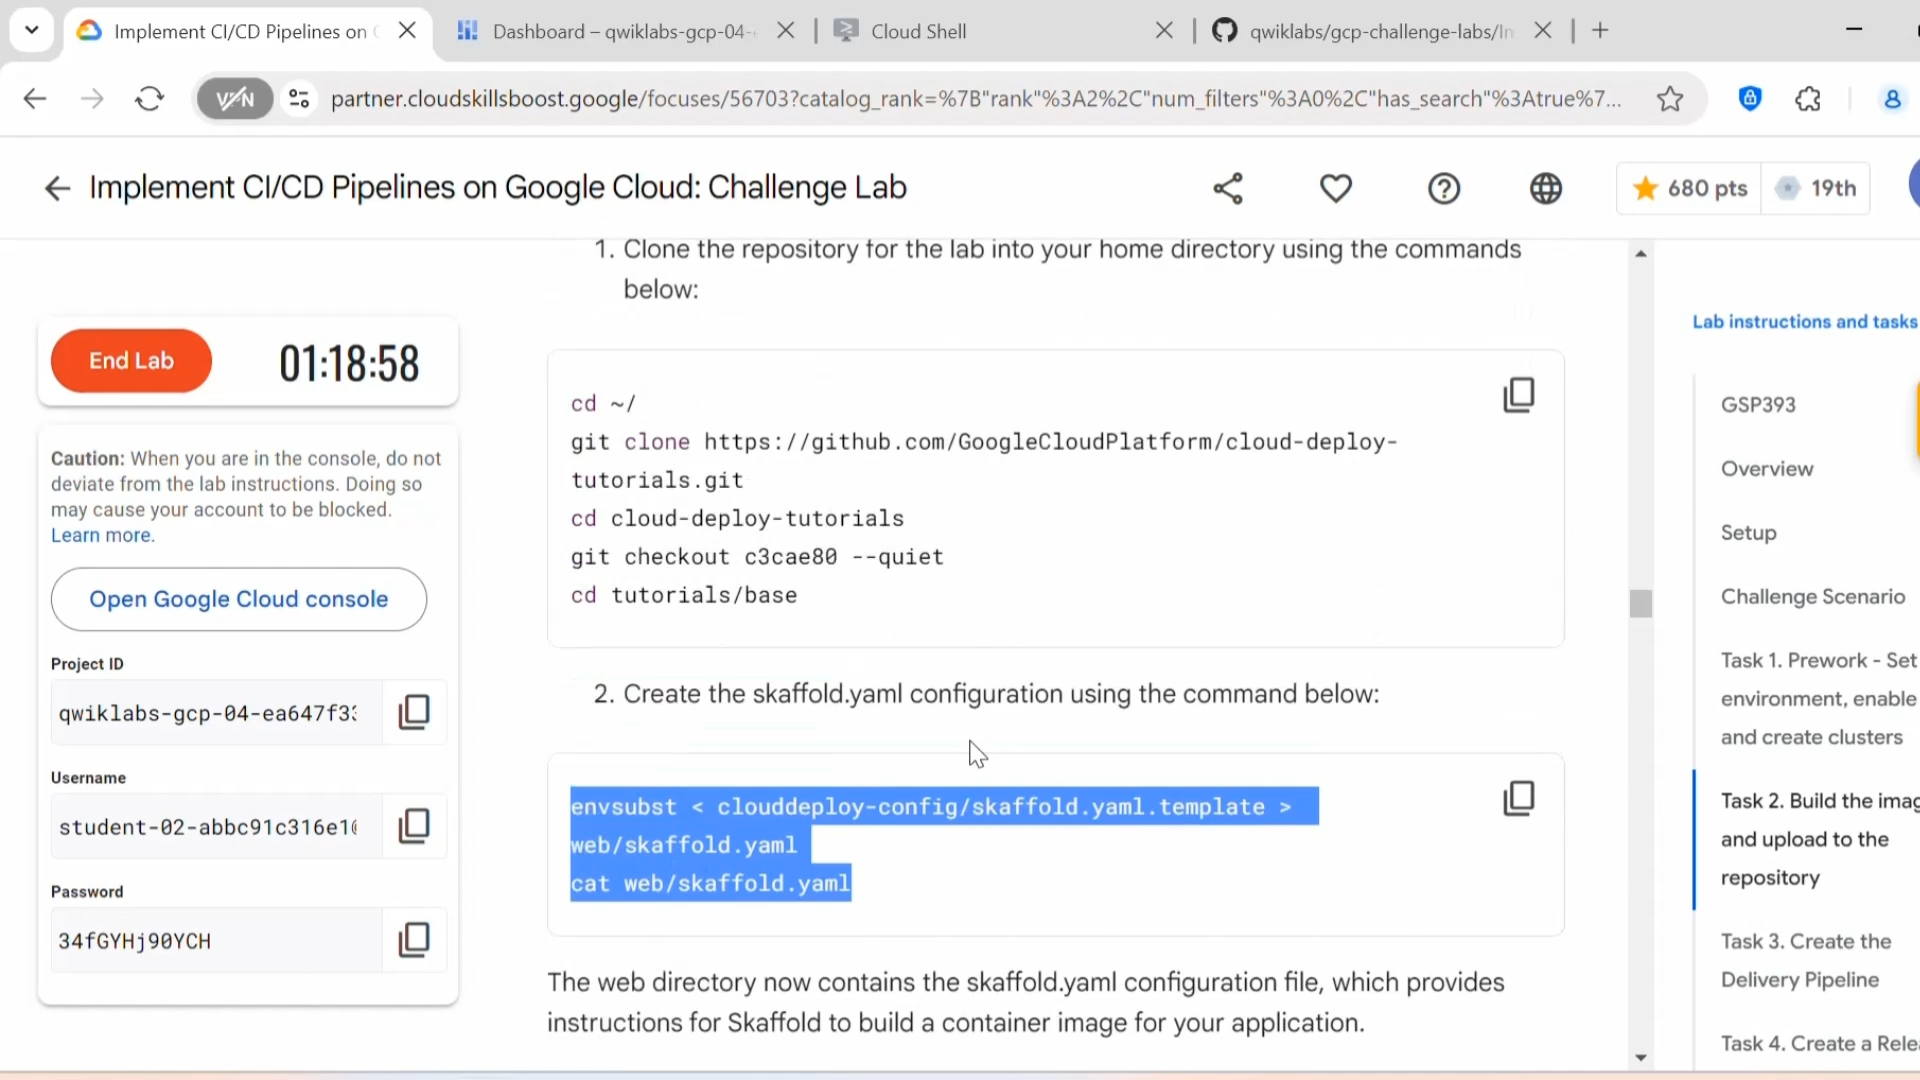 Implement CI/CD Pipelines on
Dashboard – qwiklabs-gcp-04-
Cloud Shell
qwiklabs/gcp-challenge-labs/In
VPN
partner.cloudskillsboost.google/focuses/56703?catalog_rank=%7B"rank"%3A2%2C"num_filters"%3A0%2C"has_search"%3Atrue%7...
Implement CI/CD Pipelines on Google Cloud: Challenge Lab
680 pts
19th
End Lab
01:18:58
Caution: When you are in the console, do not
deviate from the lab instructions. Doing so
may cause your account to be blocked.
Learn more.
Open Google Cloud console
Project ID
qwiklabs-gcp-04-ea647f33
Username
student-02-abbc91c316e10
Password
34fGYHj90YCH
1. Clone the repository for the lab into your home directory using the commands
below:
cd ~/
git clone https://github.com/GoogleCloudPlatform/cloud-deploy-
tutorials.git
cd cloud-deploy-tutorials
git checkout c3cae80 --quiet
cd tutorials/base
2. Create the skaffold.yaml configuration using the command below:
envsubst < clouddeploy-config/skaffold.yaml.template >
web/skaffold.yaml
cat web/skaffold.yaml
The web directory now contains the skaffold.yaml configuration file, which provides
instructions for Skaffold to build a container image for your application.
Lab instructions and tasks
GSP393
Overview
Setup
Challenge Scenario
Task 1. Prework - Set
environment, enable
and create clusters
Task 2. Build the imag
and upload to the
repository
Task 3. Create the
Delivery Pipeline
Task 4. Create a Rele